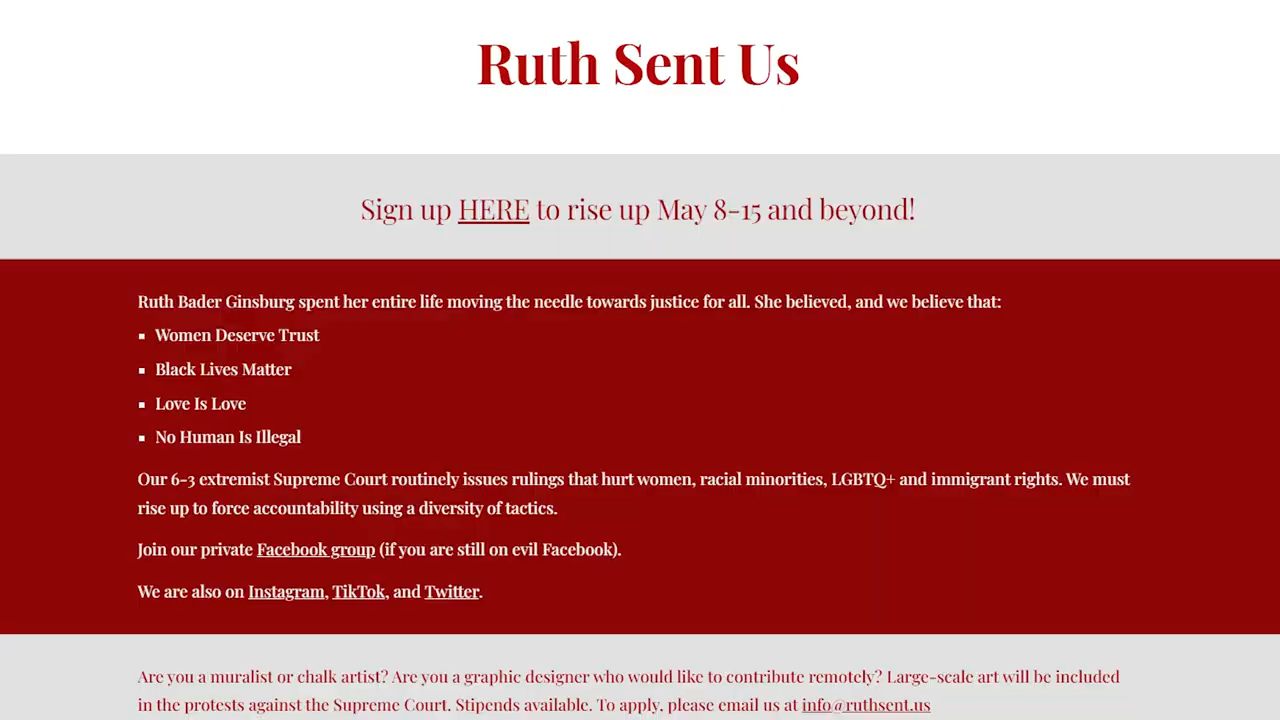 Ruth Sent Us
Sign up HERE to rise up May 8-15 and beyond!
Ruth Bader Ginsburg spent her entire life moving the needle towards justice for all. She believed, and we believe that:
▪ Women Deserve Trust
▪ Black Lives Matter
▪ Love Is Love
▪ No Human Is Illegal
Our 6-3 extremist Supreme Court routinely issues rulings that hurt women, racial minorities, LGBTQ+ and immigrant rights. We must
rise up to force accountability using a diversity of tactics.
Join our private Facebook group (if you are still on evil Facebook).
We are also on Instagram, TikTok, and Twitter.
Are you a muralist or chalk artist? Are you a graphic designer who would like to contribute remotely? Large-scale art will be included
in the protests against the Supreme Court. Stipends available. To apply, please email us at info@ruthsent.us